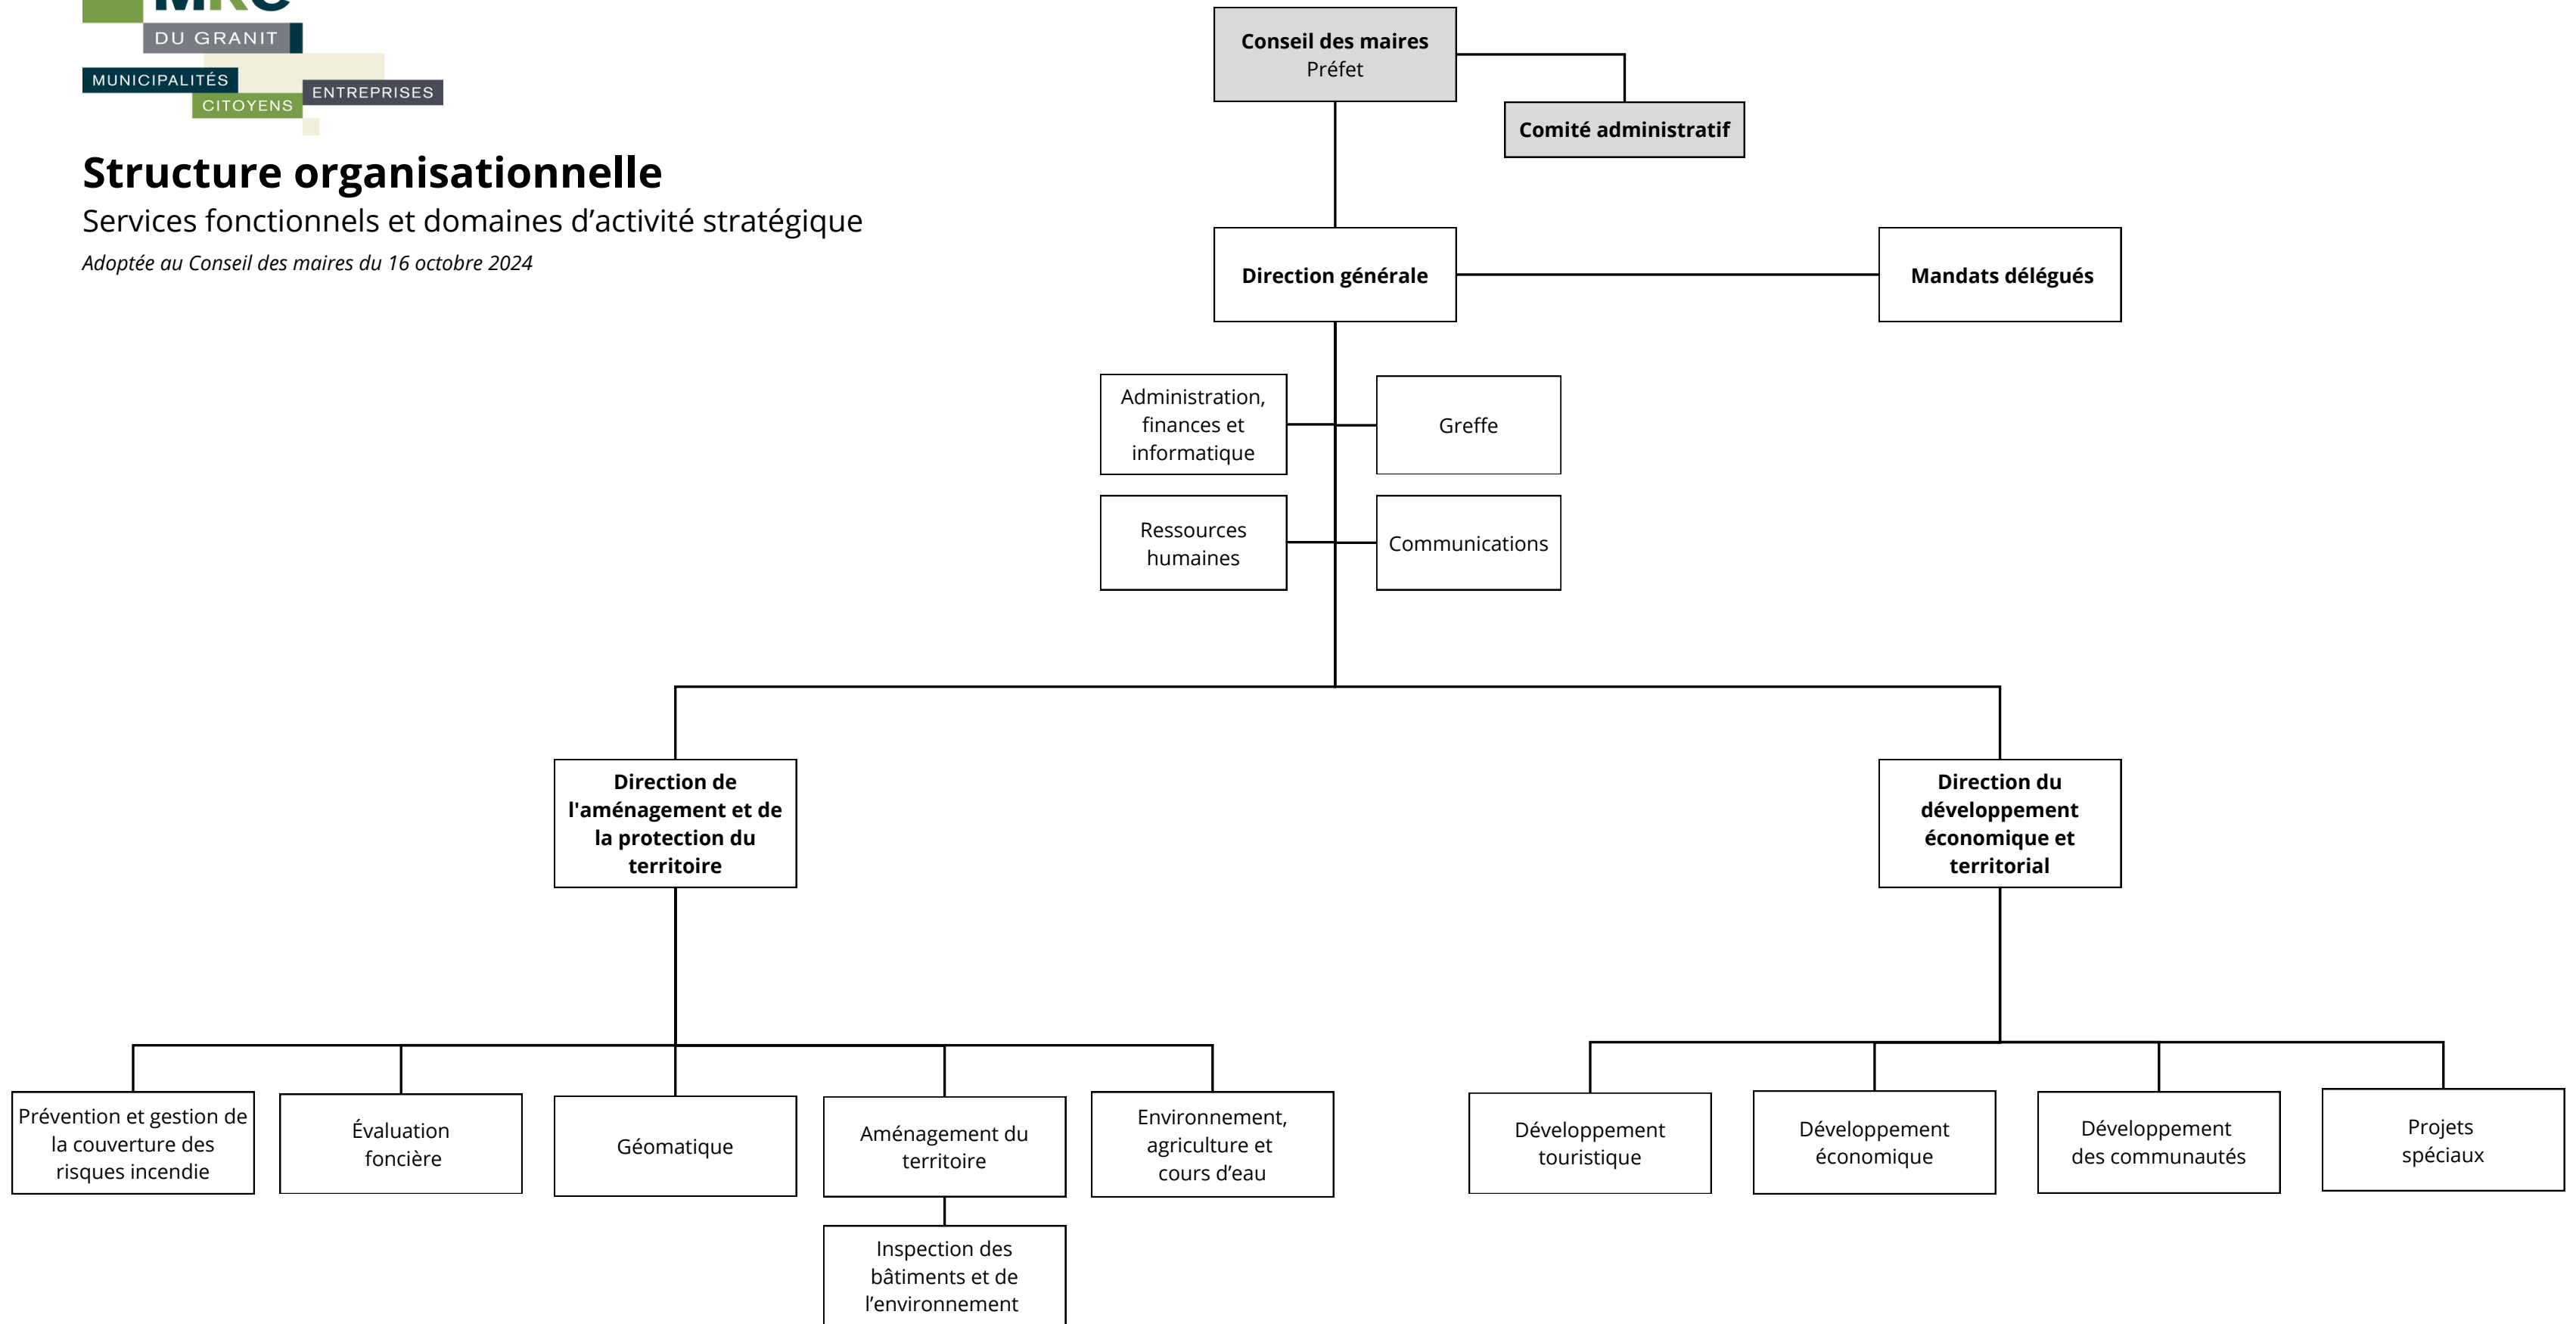 MRC
DU GRANIT
MUNICIPALITÉS
CITOYENS
ENTREPRISES
Structure organisationnelle
Services fonctionnels et domaines d’activité stratégique
Adoptée au Conseil des maires du 16 octobre 2024
Conseil des maires
Préfet
Comité administratif
Direction générale
Mandats délégués
Administration,
finances et
informatique
Greffe
Ressources
humaines
Communications
Direction de
l'aménagement et de
la protection du
territoire
Direction du
développement
économique et
territorial
Prévention et gestion de
la couverture des
risques incendie
Évaluation
foncière
Géomatique
Aménagement du
territoire
Environnement,
agriculture et
cours d’eau
Développement
touristique
Développement
économique
Développement
des communautés
Projets
spéciaux
Inspection des
bâtiments et de
l’environnement